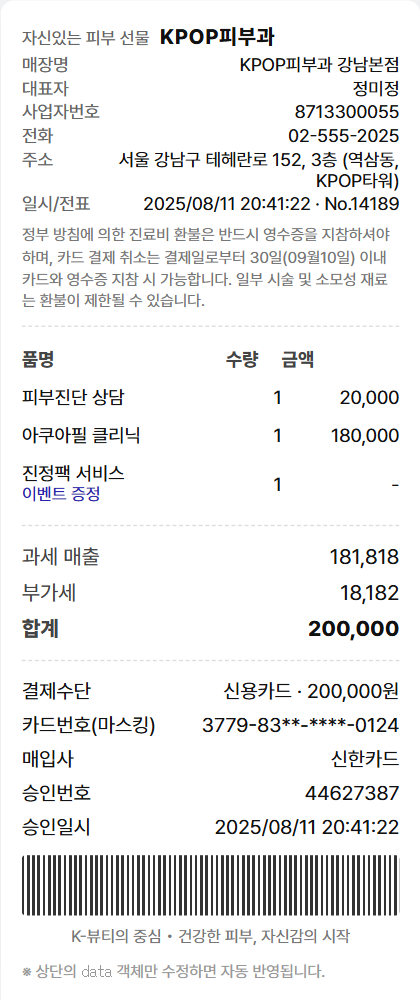 자신있는 피부 선물 KPOP피부과
매장명 KPOP피부과 강남본점
대표자 정미정
사업자번호 8713300055
전화 02-555-2025
주소 서울 강남구 테헤란로 152, 3층 (역삼동,
KPOP타워)
일시/전표 2025/08/11 20:41:22 · No.14189
정부 방침에 의한 진료비 환불은 반드시 영수증을 지참하셔야
하며, 카드 결제 취소는 결제일로부터 30일(09월10일) 이내
카드와 영수증 지참 시 가능합니다. 일부 시술 및 소모성 재료
는 환불이 제한될 수 있습니다.
품명 수량 금액
피부진단 상담 1 20,000
아쿠아필 클리닉 1 180,000
진정팩 서비스
이벤트 증정 1 -
과세 매출 181,818
부가세 18,182
합계 200,000
결제수단 신용카드 · 200,000원
카드번호(마스킹) 3779-83**-****-0124
매입사 신한카드
승인번호 44627387
승인일시 2025/08/11 20:41:22
K-뷰티의 중심 • 건강한 피부, 자신감의 시작
※ 상단의 data 객체만 수정하면 자동 반영됩니다.